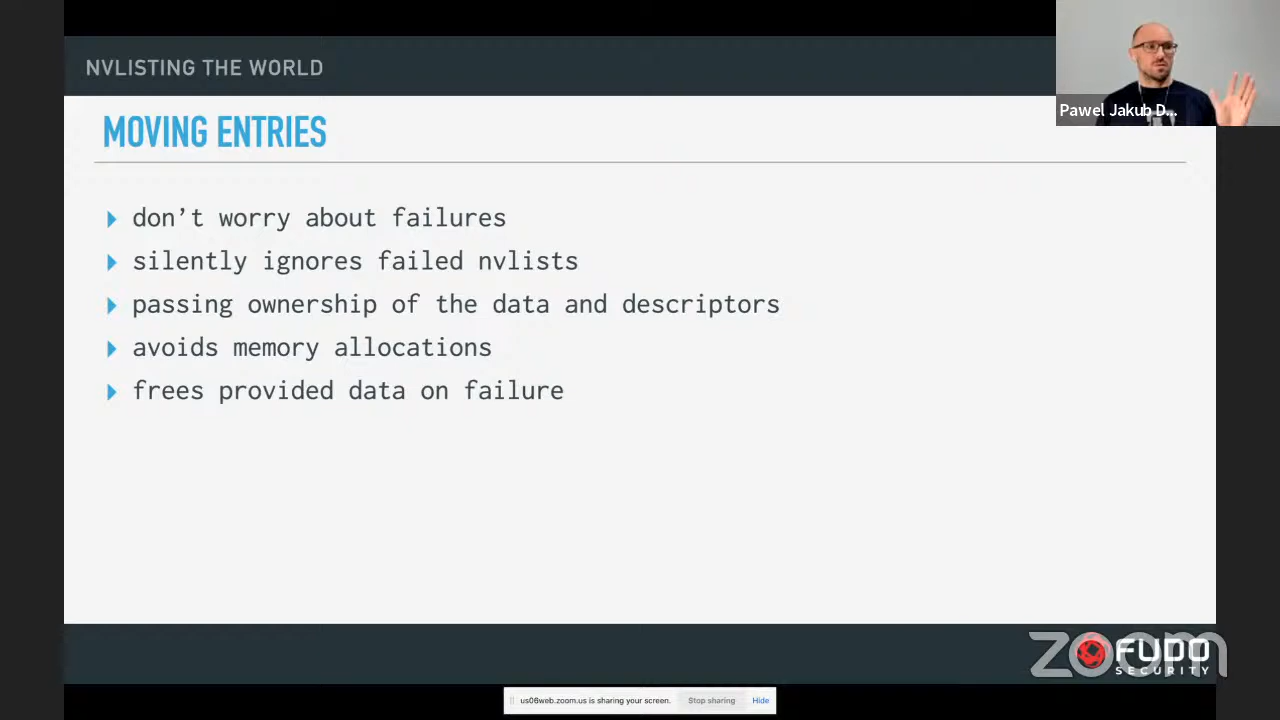 NVLISTING THE WORLD
Pawel Jakub D...
MOVING ENTRIES
don't worry about failures
silently ignores failed nvlists
passing ownership of the data and descriptors
avoids memory allocations
frees provided data on failure
zoom
FUDO
SECURITY
us06web.zoom.us is sharing your screen. Stop sharing Hide